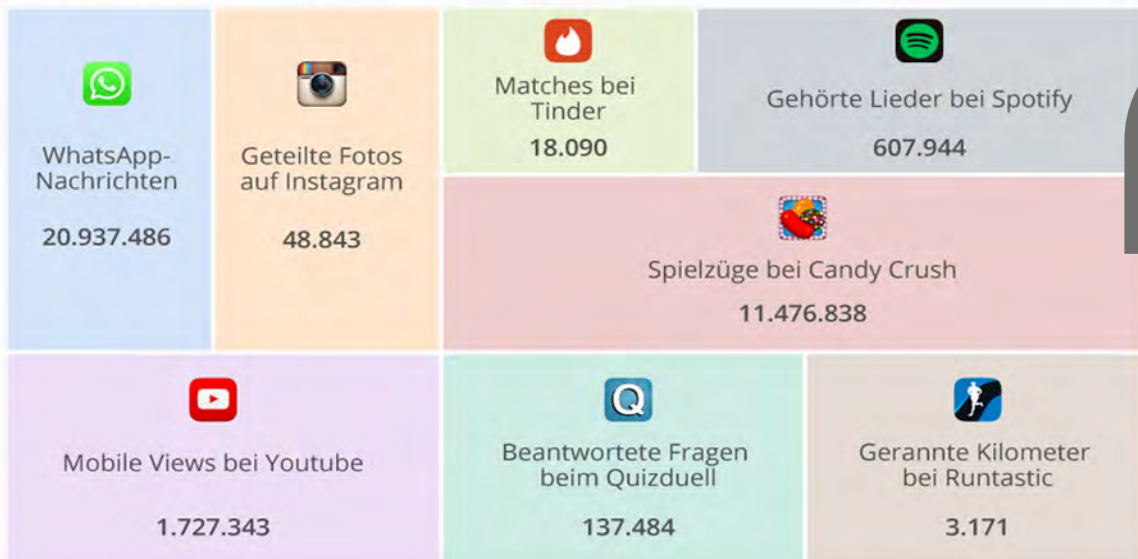 WhatsApp-
Nachrichten
20.937.486
Geteilte Fotos
auf Instagram
48.843
Matches bei
Tinder
18.090
Gehörte Lieder bei Spotify
607.944
Spielzüge bei Candy Crush
11.476.838
Mobile Views bei Youtube
1.727.343
Q
Beantwortete Fragen
beim Quizduell
137.484
Gerannte Kilometer
bei Runtastic
3.171